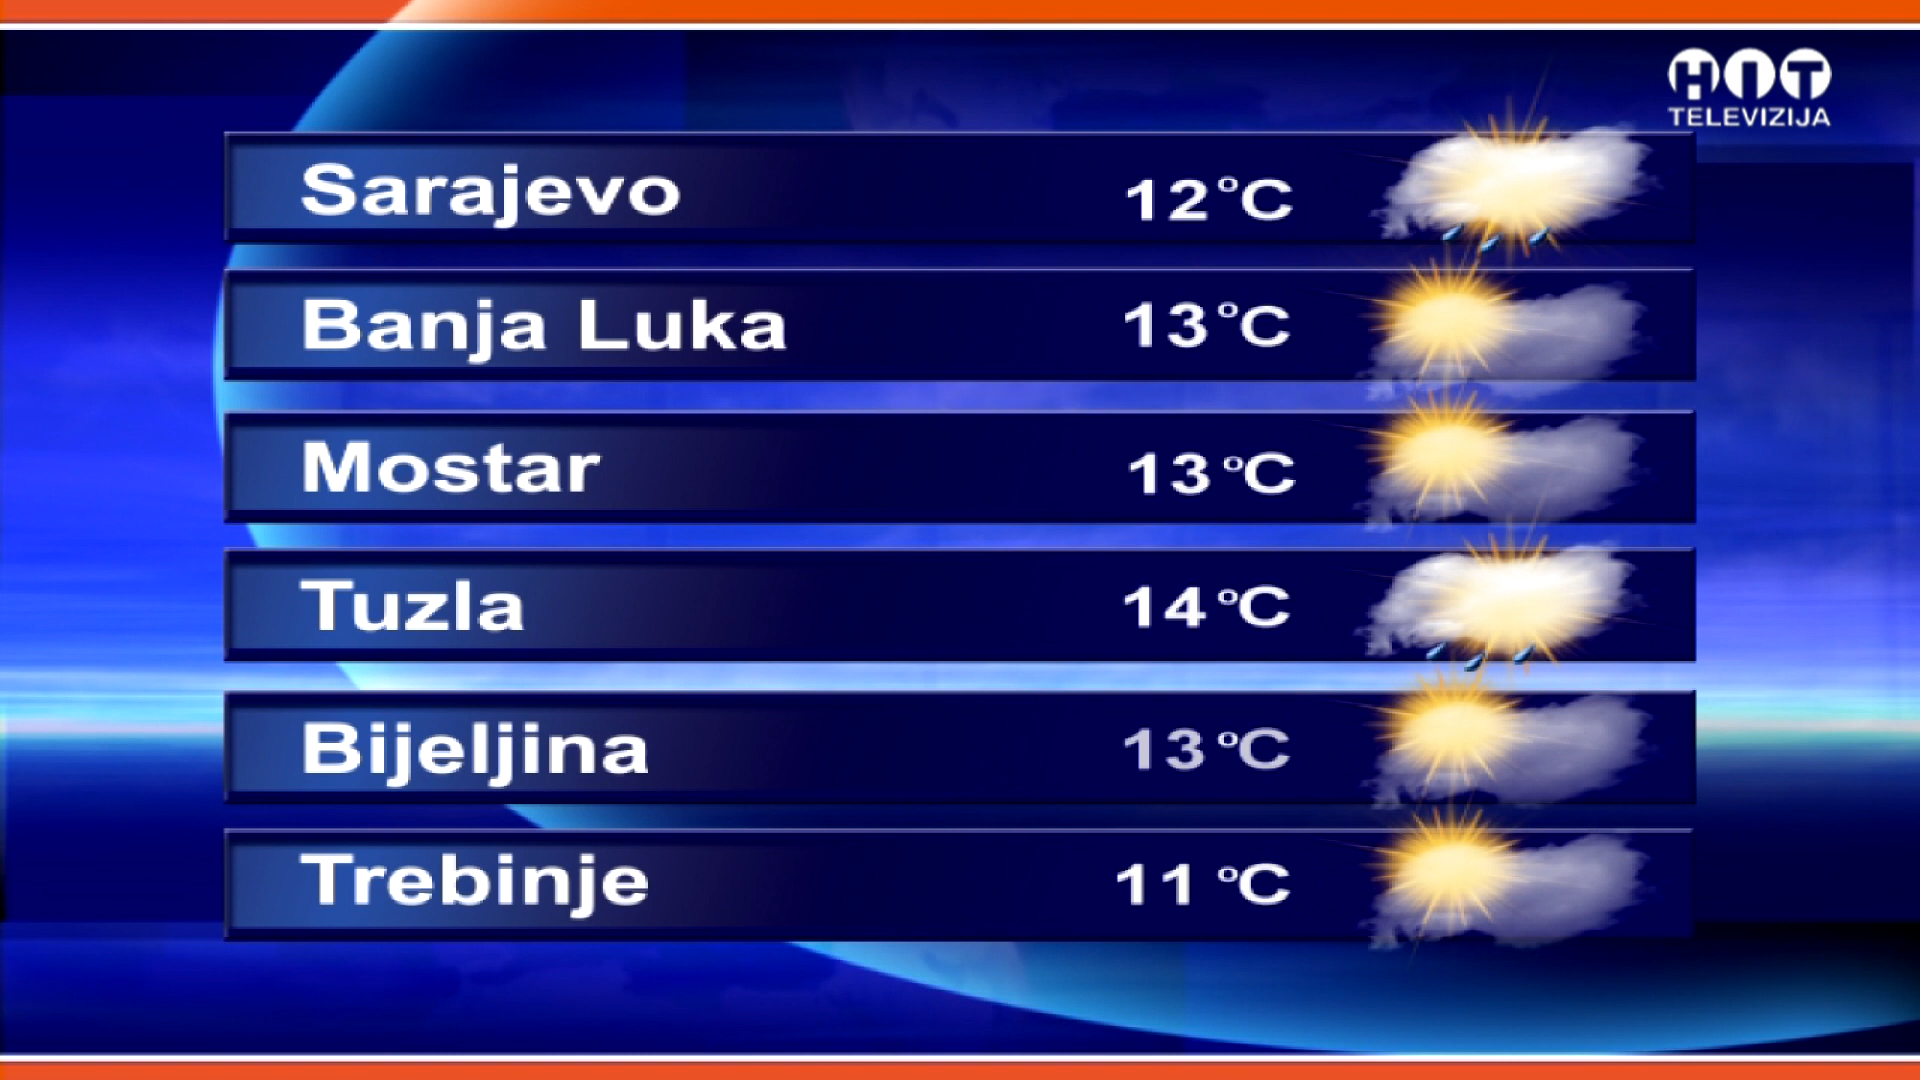 HIT
TELEVIZIJA
Sarajevo 12°C
Banja Luka 13°C
Mostar 13°C
Tuzla 14°C
Bijeljina 13°C
Trebinje 11°C